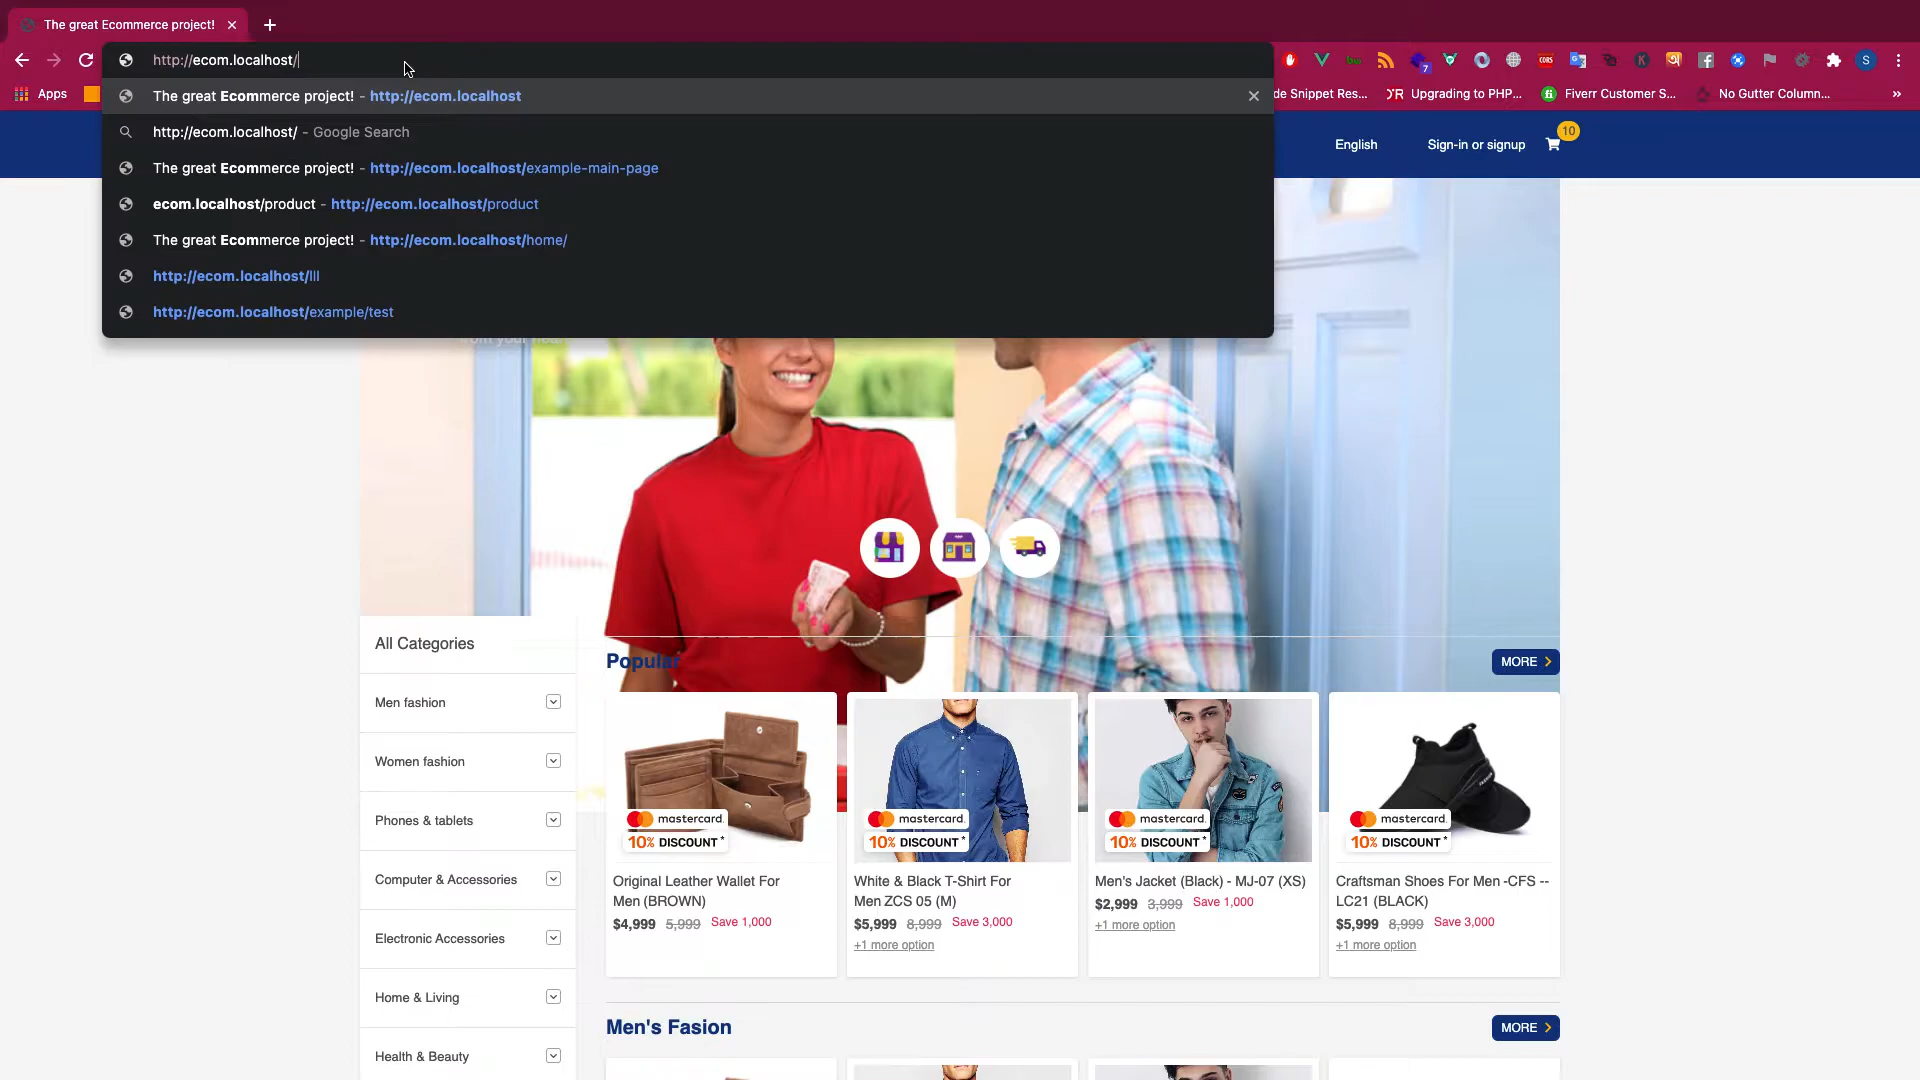 The great Ecommerce project!
http://ecom.localhost/
The great Ecommerce project! – http://ecom.localhost
http://ecom.localhost/ – Google Search
The great Ecommerce project! – http://ecom.localhost/example-main-page
ecom.localhost/product – http://ecom.localhost/product
The great Ecommerce project! – http://ecom.localhost/home/
http://ecom.localhost/lll
http://ecom.localhost/example/test
7
CORS
S
Apps
de Snippet Res...
Upgrading to PHP...
Fiverr Customer S...
No Gutter Column...
»
English
Sign-in or signup
10
All Categories
Men fashion
Women fashion
Phones & tablets
Computer & Accessories
Electronic Accessories
Home & Living
Health & Beauty
Popular
MORE
mastercard.
10% DISCOUNT*
Original Leather Wallet For
Men (BROWN)
$4,999 5,999 Save 1,000
mastercard.
10% DISCOUNT*
White & Black T-Shirt For
Men ZCS 05 (M)
$5,999 8,999 Save 3,000
+1 more option
mastercard.
10% DISCOUNT*
Men's Jacket (Black) - MJ-07 (XS)
$2,999 3,999 Save 1,000
+1 more option
mastercard.
10% DISCOUNT*
Craftsman Shoes For Men -CFS --
LC21 (BLACK)
$5,999 8,999 Save 3,000
+1 more option
Men's Fasion
MORE